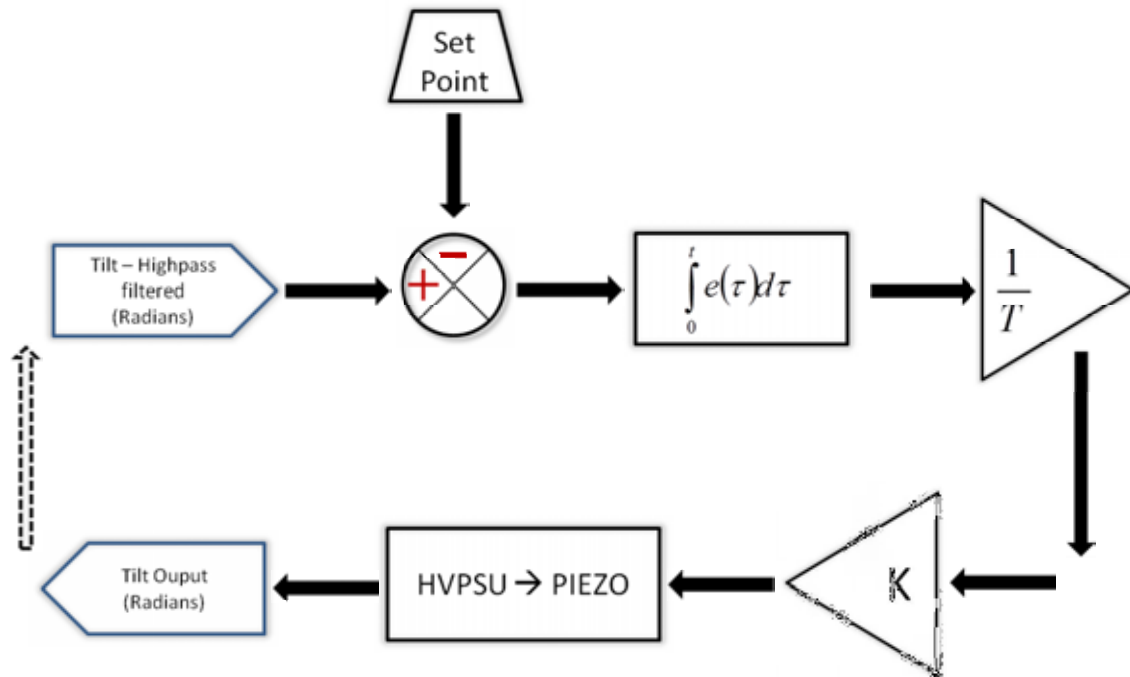 Set
Point
Tilt – Highpass
filtered
(Radians)
−
+
t
∫ e(τ)dτ
0
1
T
K
HVPSU → PIEZO
Tilt Ouput
(Radians)